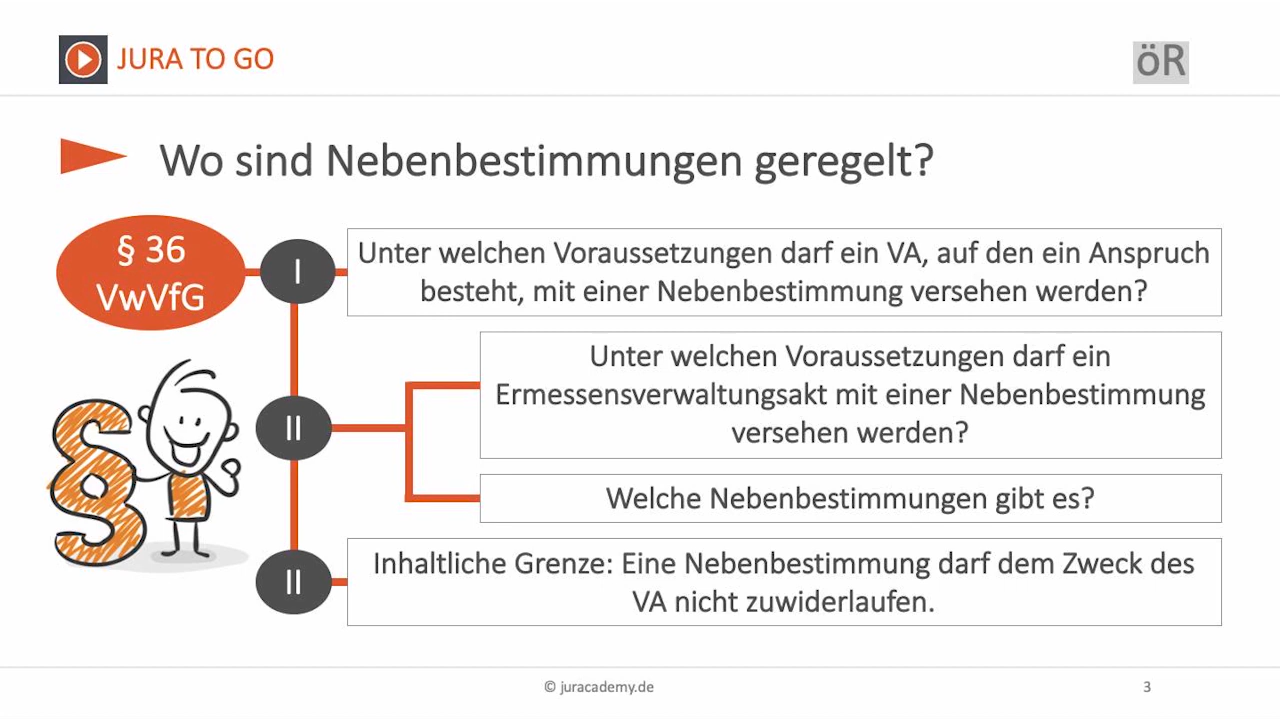 JURA TO GO
öR
Wo sind Nebenbestimmungen geregelt?
§ 36
VwVfG
I
Unter welchen Voraussetzungen darf ein VA, auf den ein Anspruch
besteht, mit einer Nebenbestimmung versehen werden?
II
Unter welchen Voraussetzungen darf ein
Ermessensverwaltungsakt mit einer Nebenbestimmung
versehen werden?
Welche Nebenbestimmungen gibt es?
II
Inhaltliche Grenze: Eine Nebenbestimmung darf dem Zweck des
VA nicht zuwiderlaufen.
© juracademy.de
3